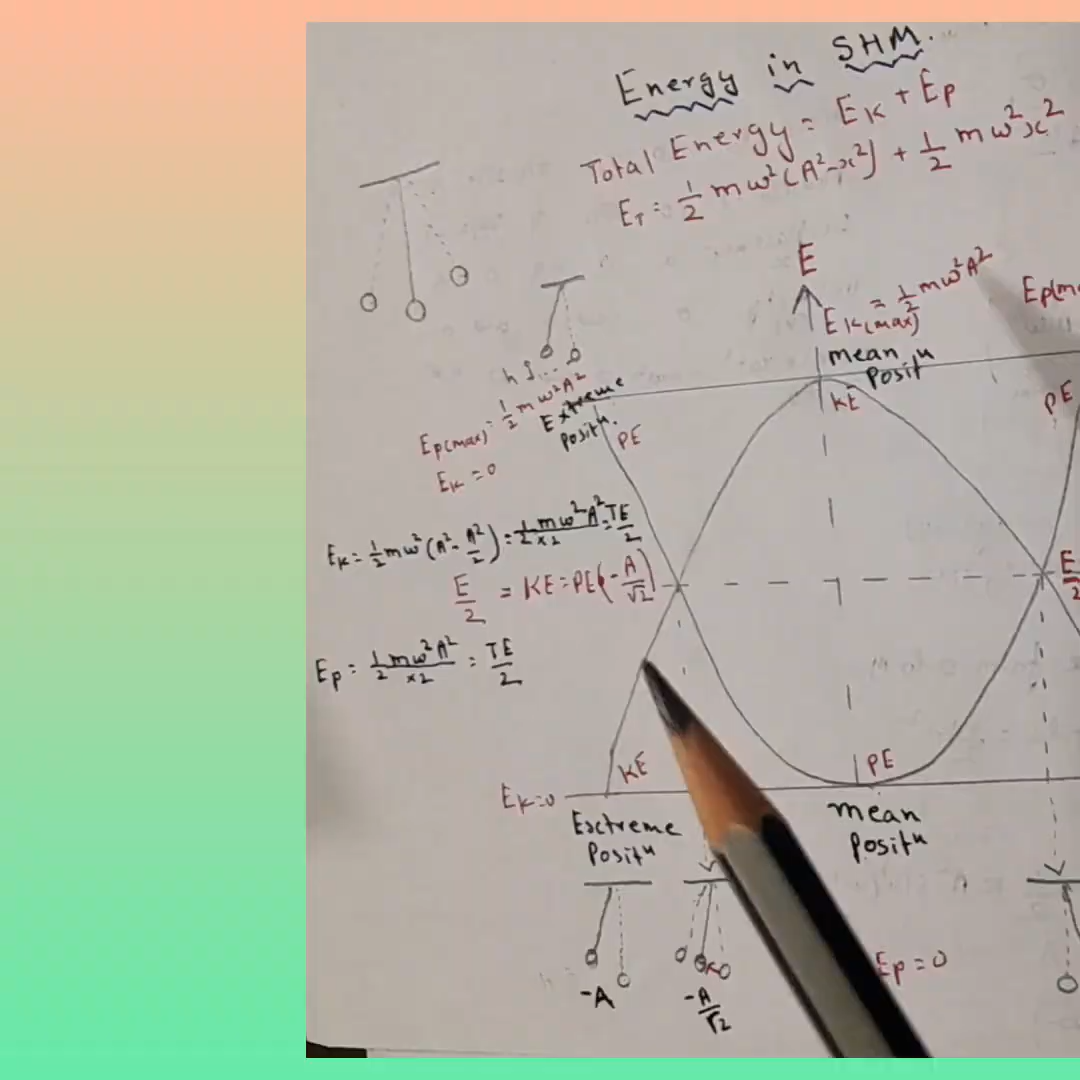 Energy in SHM.
Total Energy = EK + Ep
ET = 1/2 mω²(A²-x²) + 1/2 mω²x²
E
EK(max) = 1/2 mω²A²
mean Positⁿ
Ep(m
h
Ep(max) = 1/2 mω²A²
Extreme Positⁿ.
EK = 0
PE
KE
PE
EK = 1/2 mω²(A² - A²/2) = 1/2 mω²A²/×2 = TE/2
E/2 = KE = PE(-A/√2)
E/2
Ep = 1/2 mω²A²/×2 = TE/2
KE
PE
EK=0
Extreme Positⁿ
mean Positⁿ
-A
-A/√2
Ep = 0